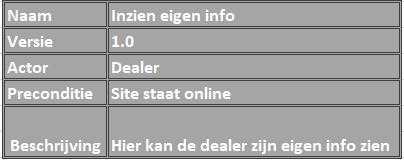 Naam Inzien eigen info
Versie 1.0
Actor Dealer
Preconditie Site staat online
Beschrijving Hier kan de dealer zijn eigen info zien